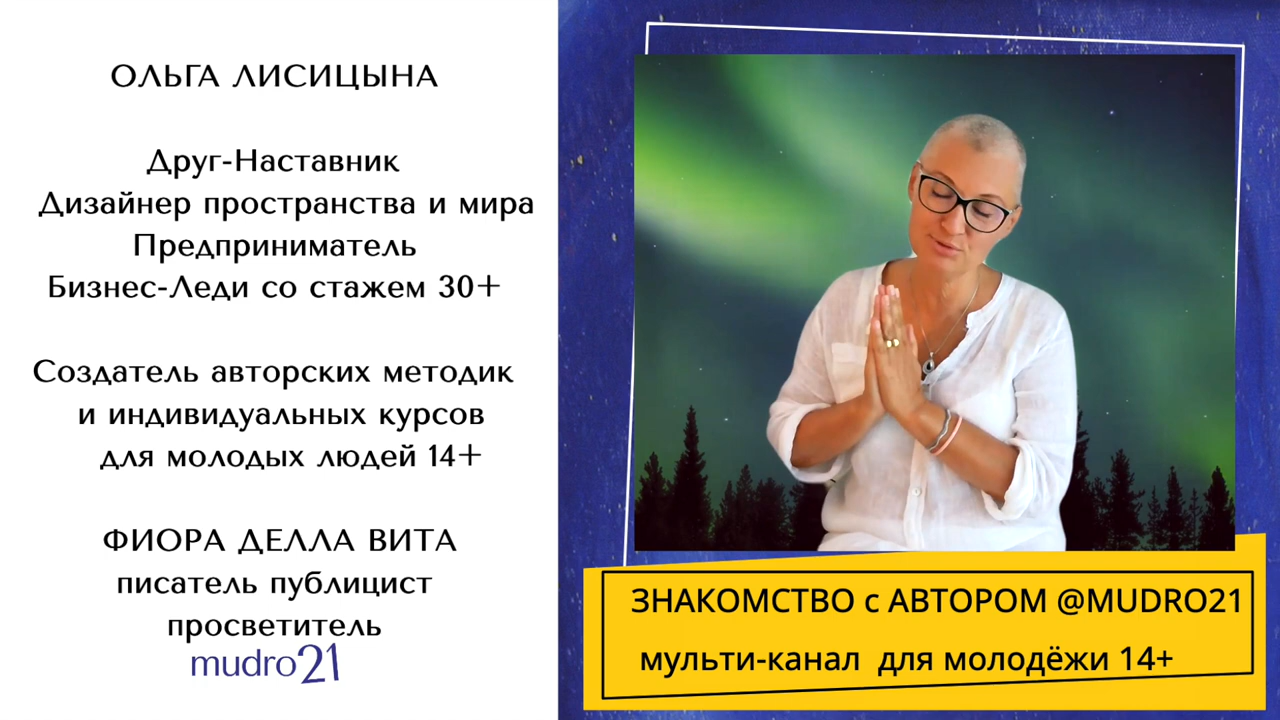 ОЛЬГА ЛИСИЦЫНА
Друг-Наставник
Дизайнер пространства и мира
Предприниматель
Бизнес-Леди со стажем 30+
Создатель авторских методик
и индивидуальных курсов
для молодых людей 14+
ФИОРА ДЕЛЛА ВИТА
писатель публицист
просветитель
mudro21
ЗНАКОМСТВО с АВТОРОМ @MUDRO21
мульти-канал для молодёжи 14+